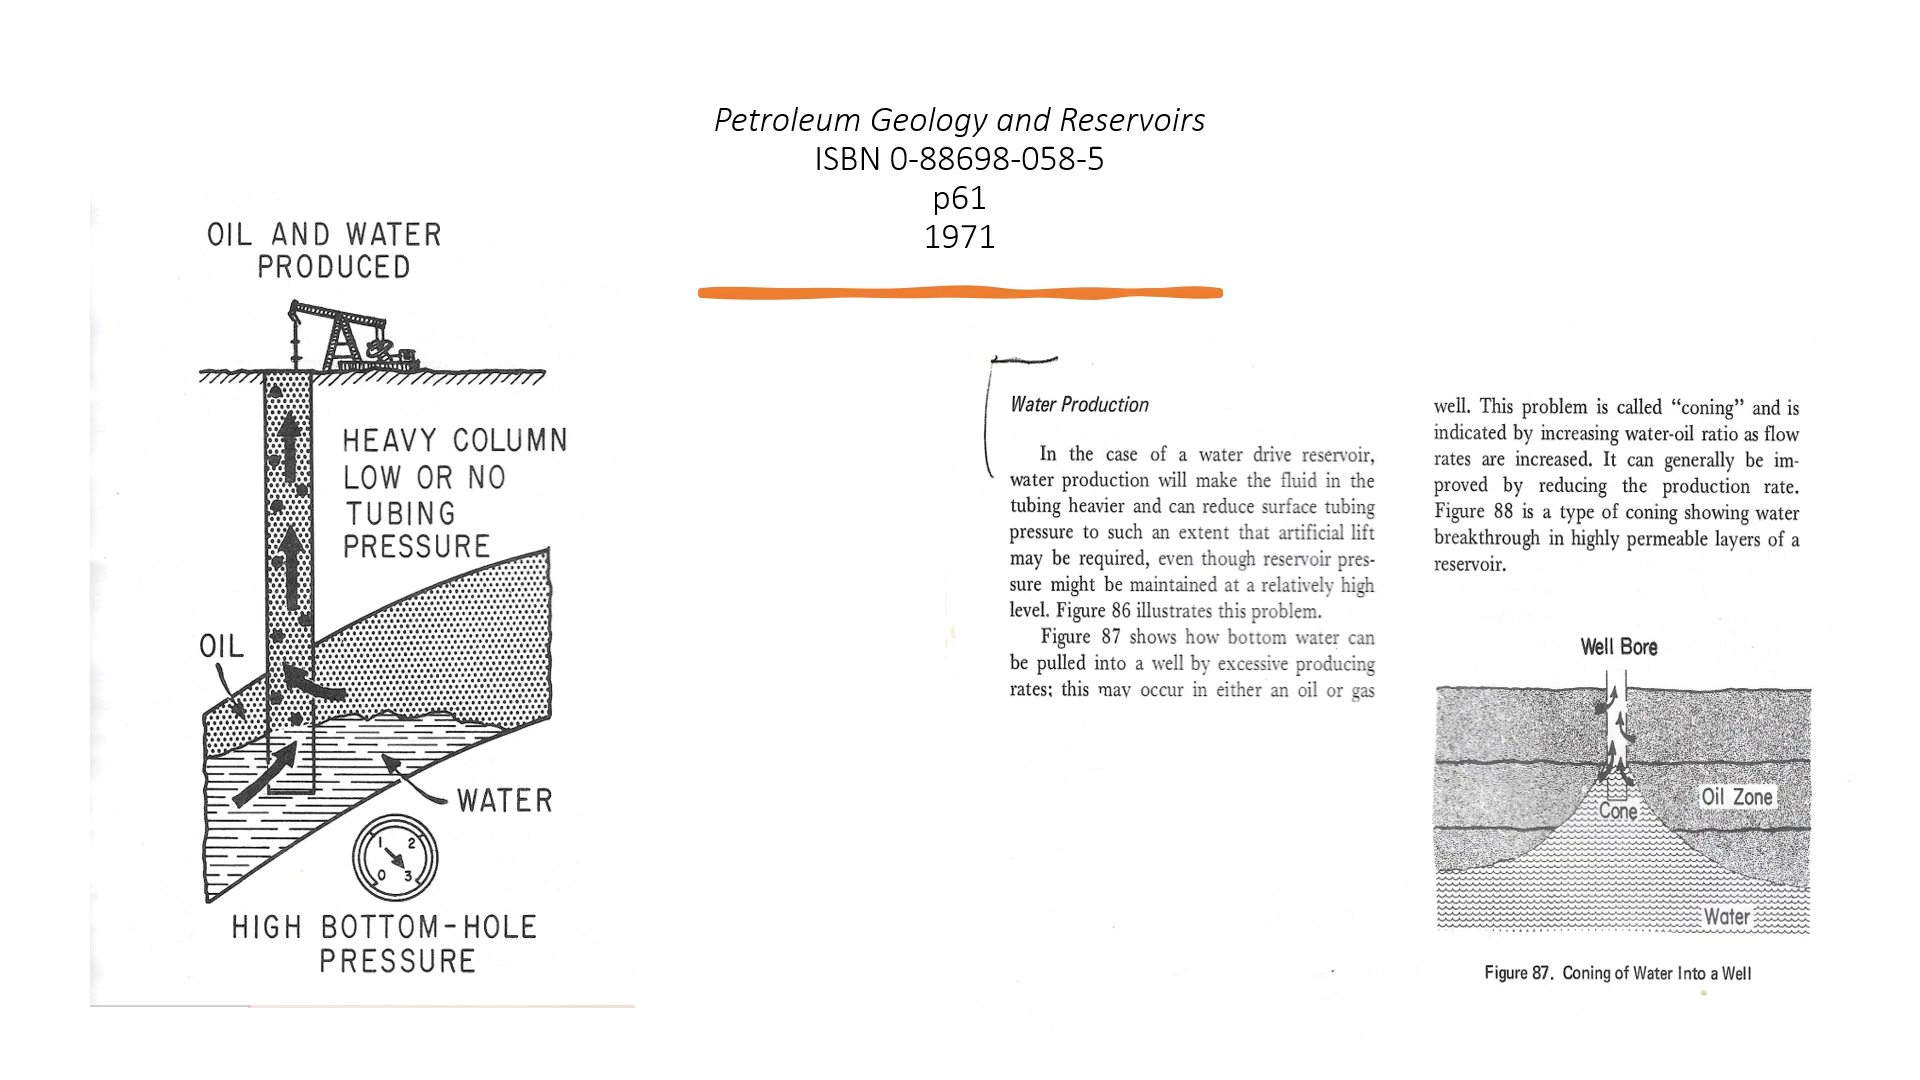 Petroleum Geology and Reservoirs
ISBN 0-88698-058-5
p61
1971
OIL AND WATER
PRODUCED
HEAVY COLUMN
LOW OR NO
TUBING
PRESSURE
OIL
WATER
1 2
0 3
HIGH BOTTOM-HOLE
PRESSURE
Water Production
In the case of a water drive reservoir,
water production will make the fluid in the
tubing heavier and can reduce surface tubing
pressure to such an extent that artificial lift
may be required, even though reservoir pres-
sure might be maintained at a relatively high
level. Figure 86 illustrates this problem.
Figure 87 shows how bottom water can
be pulled into a well by excessive producing
rates; this may occur in either an oil or gas
well. This problem is called “coning” and is
indicated by increasing water-oil ratio as flow
rates are increased. It can generally be im-
proved by reducing the production rate.
Figure 88 is a type of coning showing water
breakthrough in highly permeable layers of a
reservoir.
Well Bore
Oil Zone
Cone
Water
Figure 87. Coning of Water Into a Well